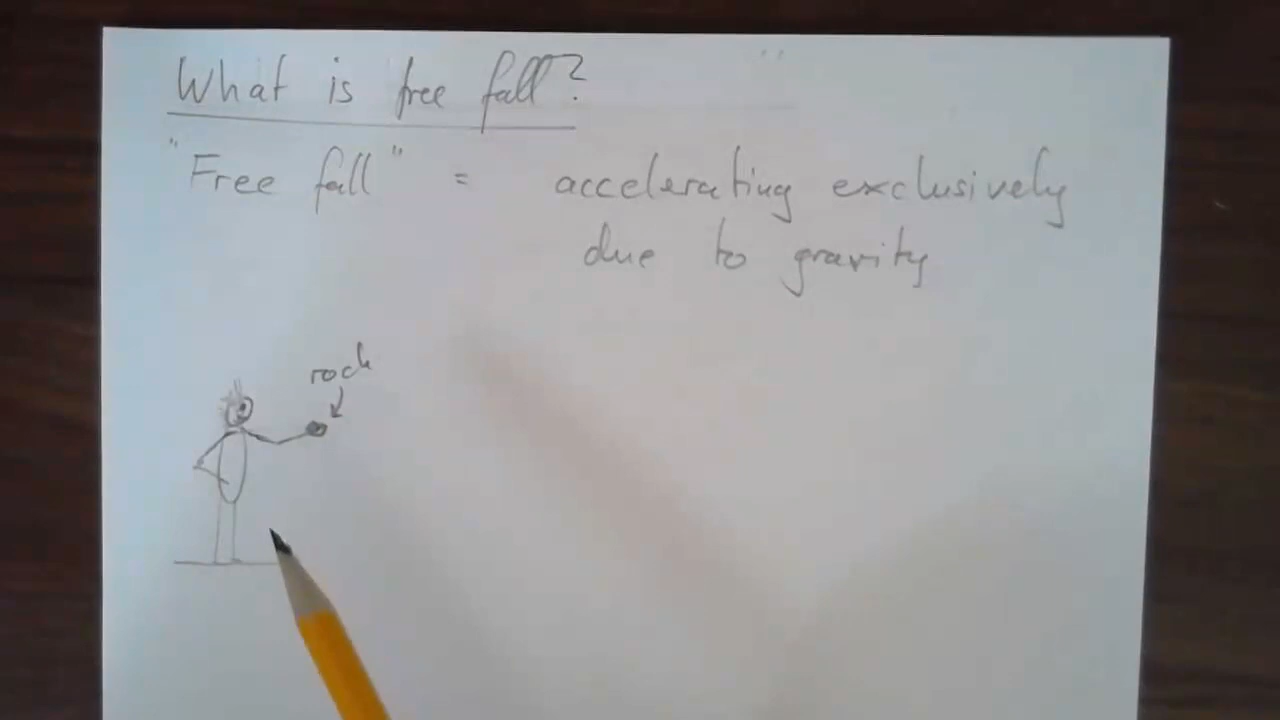 What is free fall?
"Free fall" = accelerating exclusively
due to gravity
rock